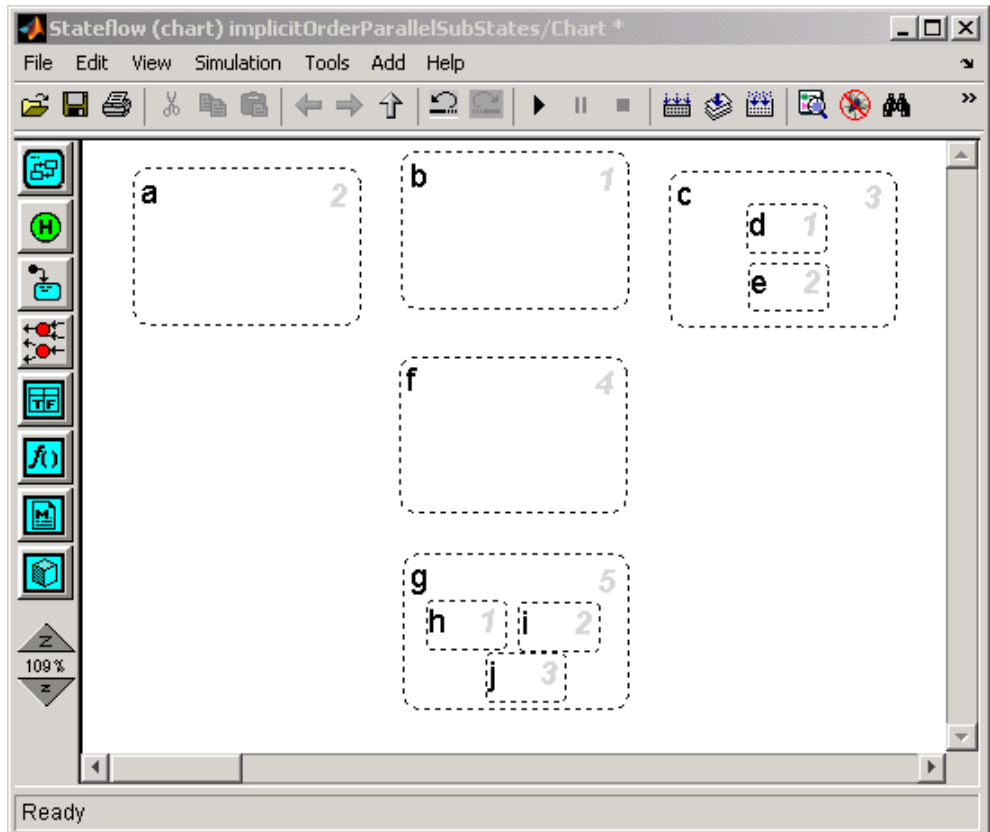 Stateflow (chart) implicitOrderParallelSubStates/Chart *
File Edit View Simulation Tools Add Help
a 2
b 1
c 3
d 1
e 2
f 4
g 5
h 1
i 2
j 3
H
TF
f()
M
Z
109%
Z
Ready